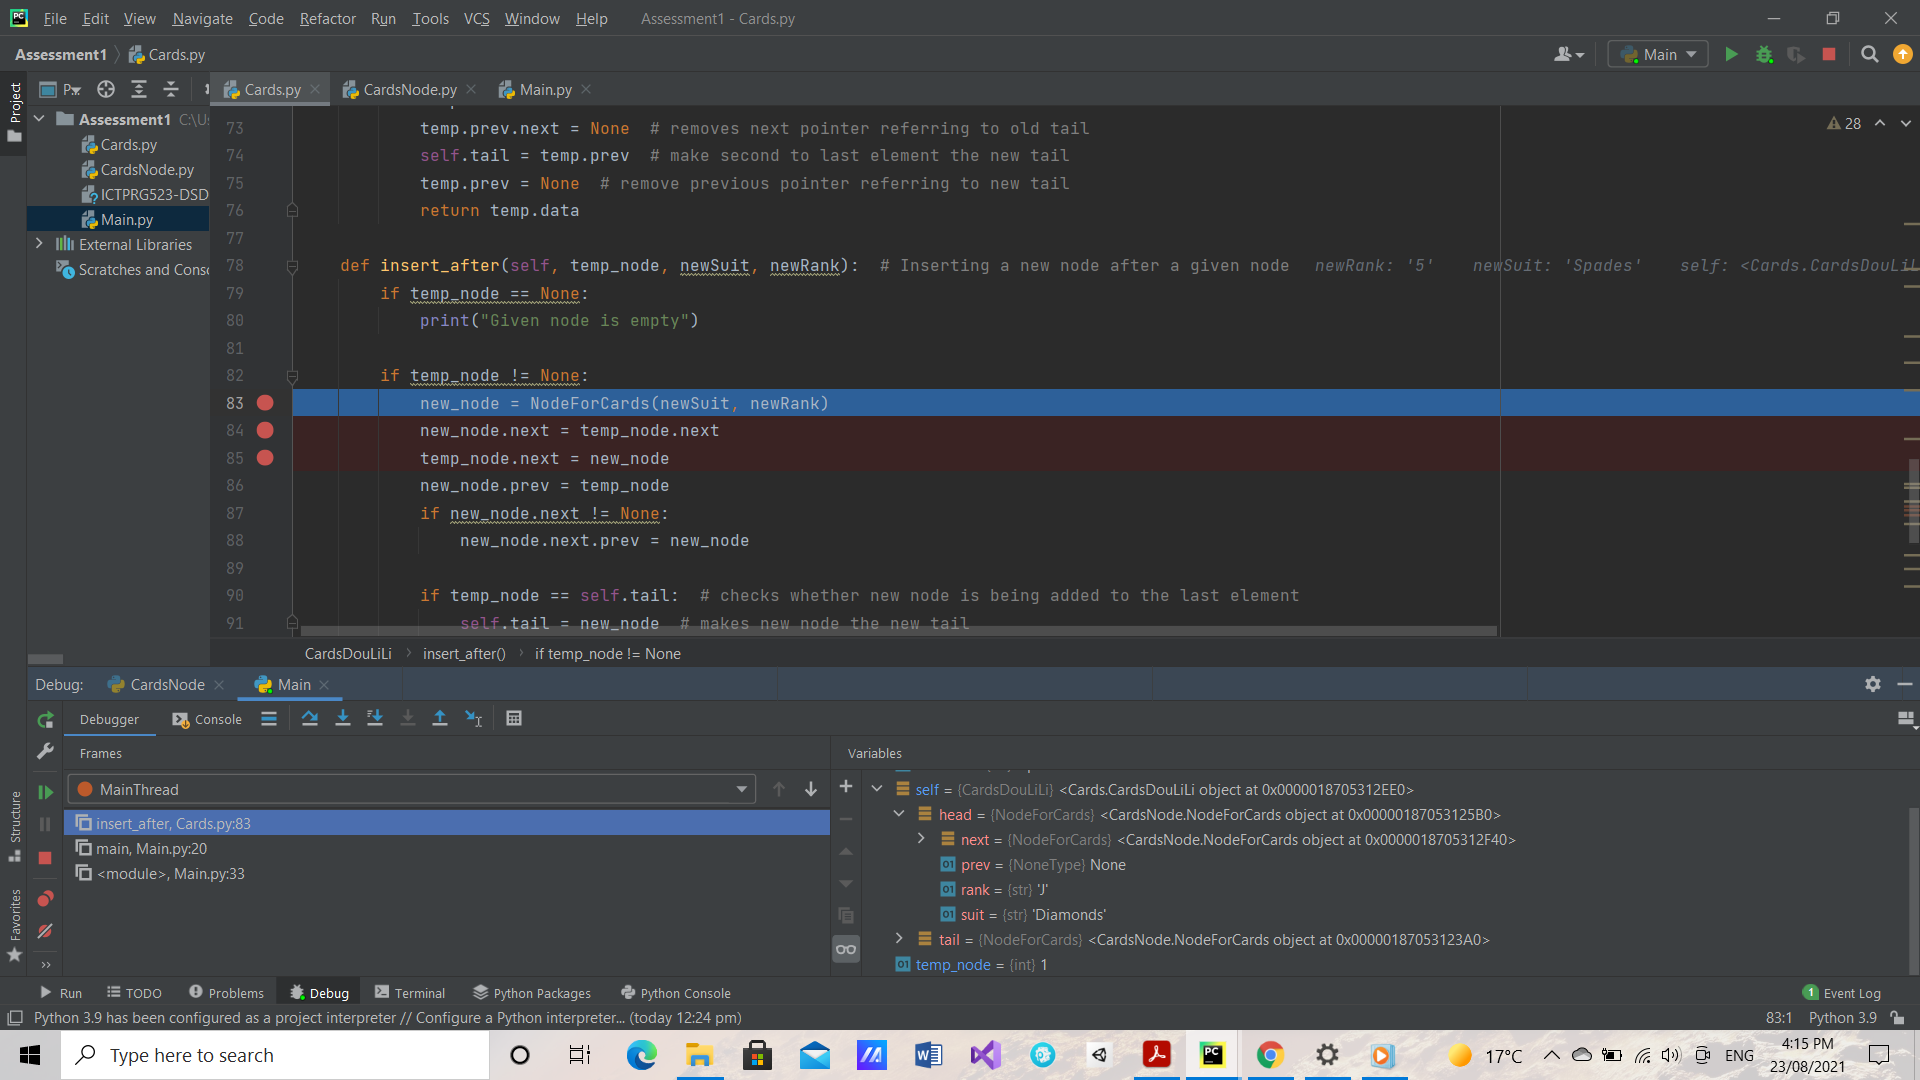 File Edit View Navigate Code Refactor Run Tools VCS Window Help Assessment1 - Cards.py
Assessment1 Cards.py Main
Project P... Cards.py CardsNode.py Main.py
Assessment1 C:\Us
Cards.py
CardsNode.py
ICTPRG523-DSD
Main.py
External Libraries
Scratches and Conso
28
73 temp.prev.next = None # removes next pointer referring to old tail
74 self.tail = temp.prev # make second to last element the new tail
75 temp.prev = None # remove previous pointer referring to new tail
76 return temp.data
77
78 def insert_after(self, temp_node, newSuit, newRank): # Inserting a new node after a given node newRank: '5' newSuit: 'Spades' self: <Cards.CardsDouLiL
79 if temp_node == None:
80 print("Given node is empty")
81
82 if temp_node != None:
83 new_node = NodeForCards(newSuit, newRank)
84 new_node.next = temp_node.next
85 temp_node.next = new_node
86 new_node.prev = temp_node
87 if new_node.next != None:
88 new_node.next.prev = new_node
89
90 if temp_node == self.tail: # checks whether new node is being added to the last element
91 self.tail = new_node # makes new node the new tail
CardsDouLiLi insert_after() if temp_node != None
Debug: CardsNode Main
Debugger Console
Frames
MainThread
insert_after, Cards.py:83
main, Main.py:20
<module>, Main.py:33
Variables
self = {CardsDouLiLi} <Cards.CardsDouLiLi object at 0x0000018705312EE0>
head = {NodeForCards} <CardsNode.NodeForCards object at 0x00000187053125B0>
next = {NodeForCards} <CardsNode.NodeForCards object at 0x0000018705312F40>
prev = {NoneType} None
rank = {str} 'J'
suit = {str} 'Diamonds'
tail = {NodeForCards} <CardsNode.NodeForCards object at 0x00000187053123A0>
temp_node = {int} 1
Structure
Favorites
Run TODO Problems Debug Terminal Python Packages Python Console 1 Event Log
Python 3.9 has been configured as a project interpreter // Configure a Python interpreter... (today 12:24 pm) 83:1 Python 3.9
Type here to search 17°C ENG 4:15 PM
23/08/2021